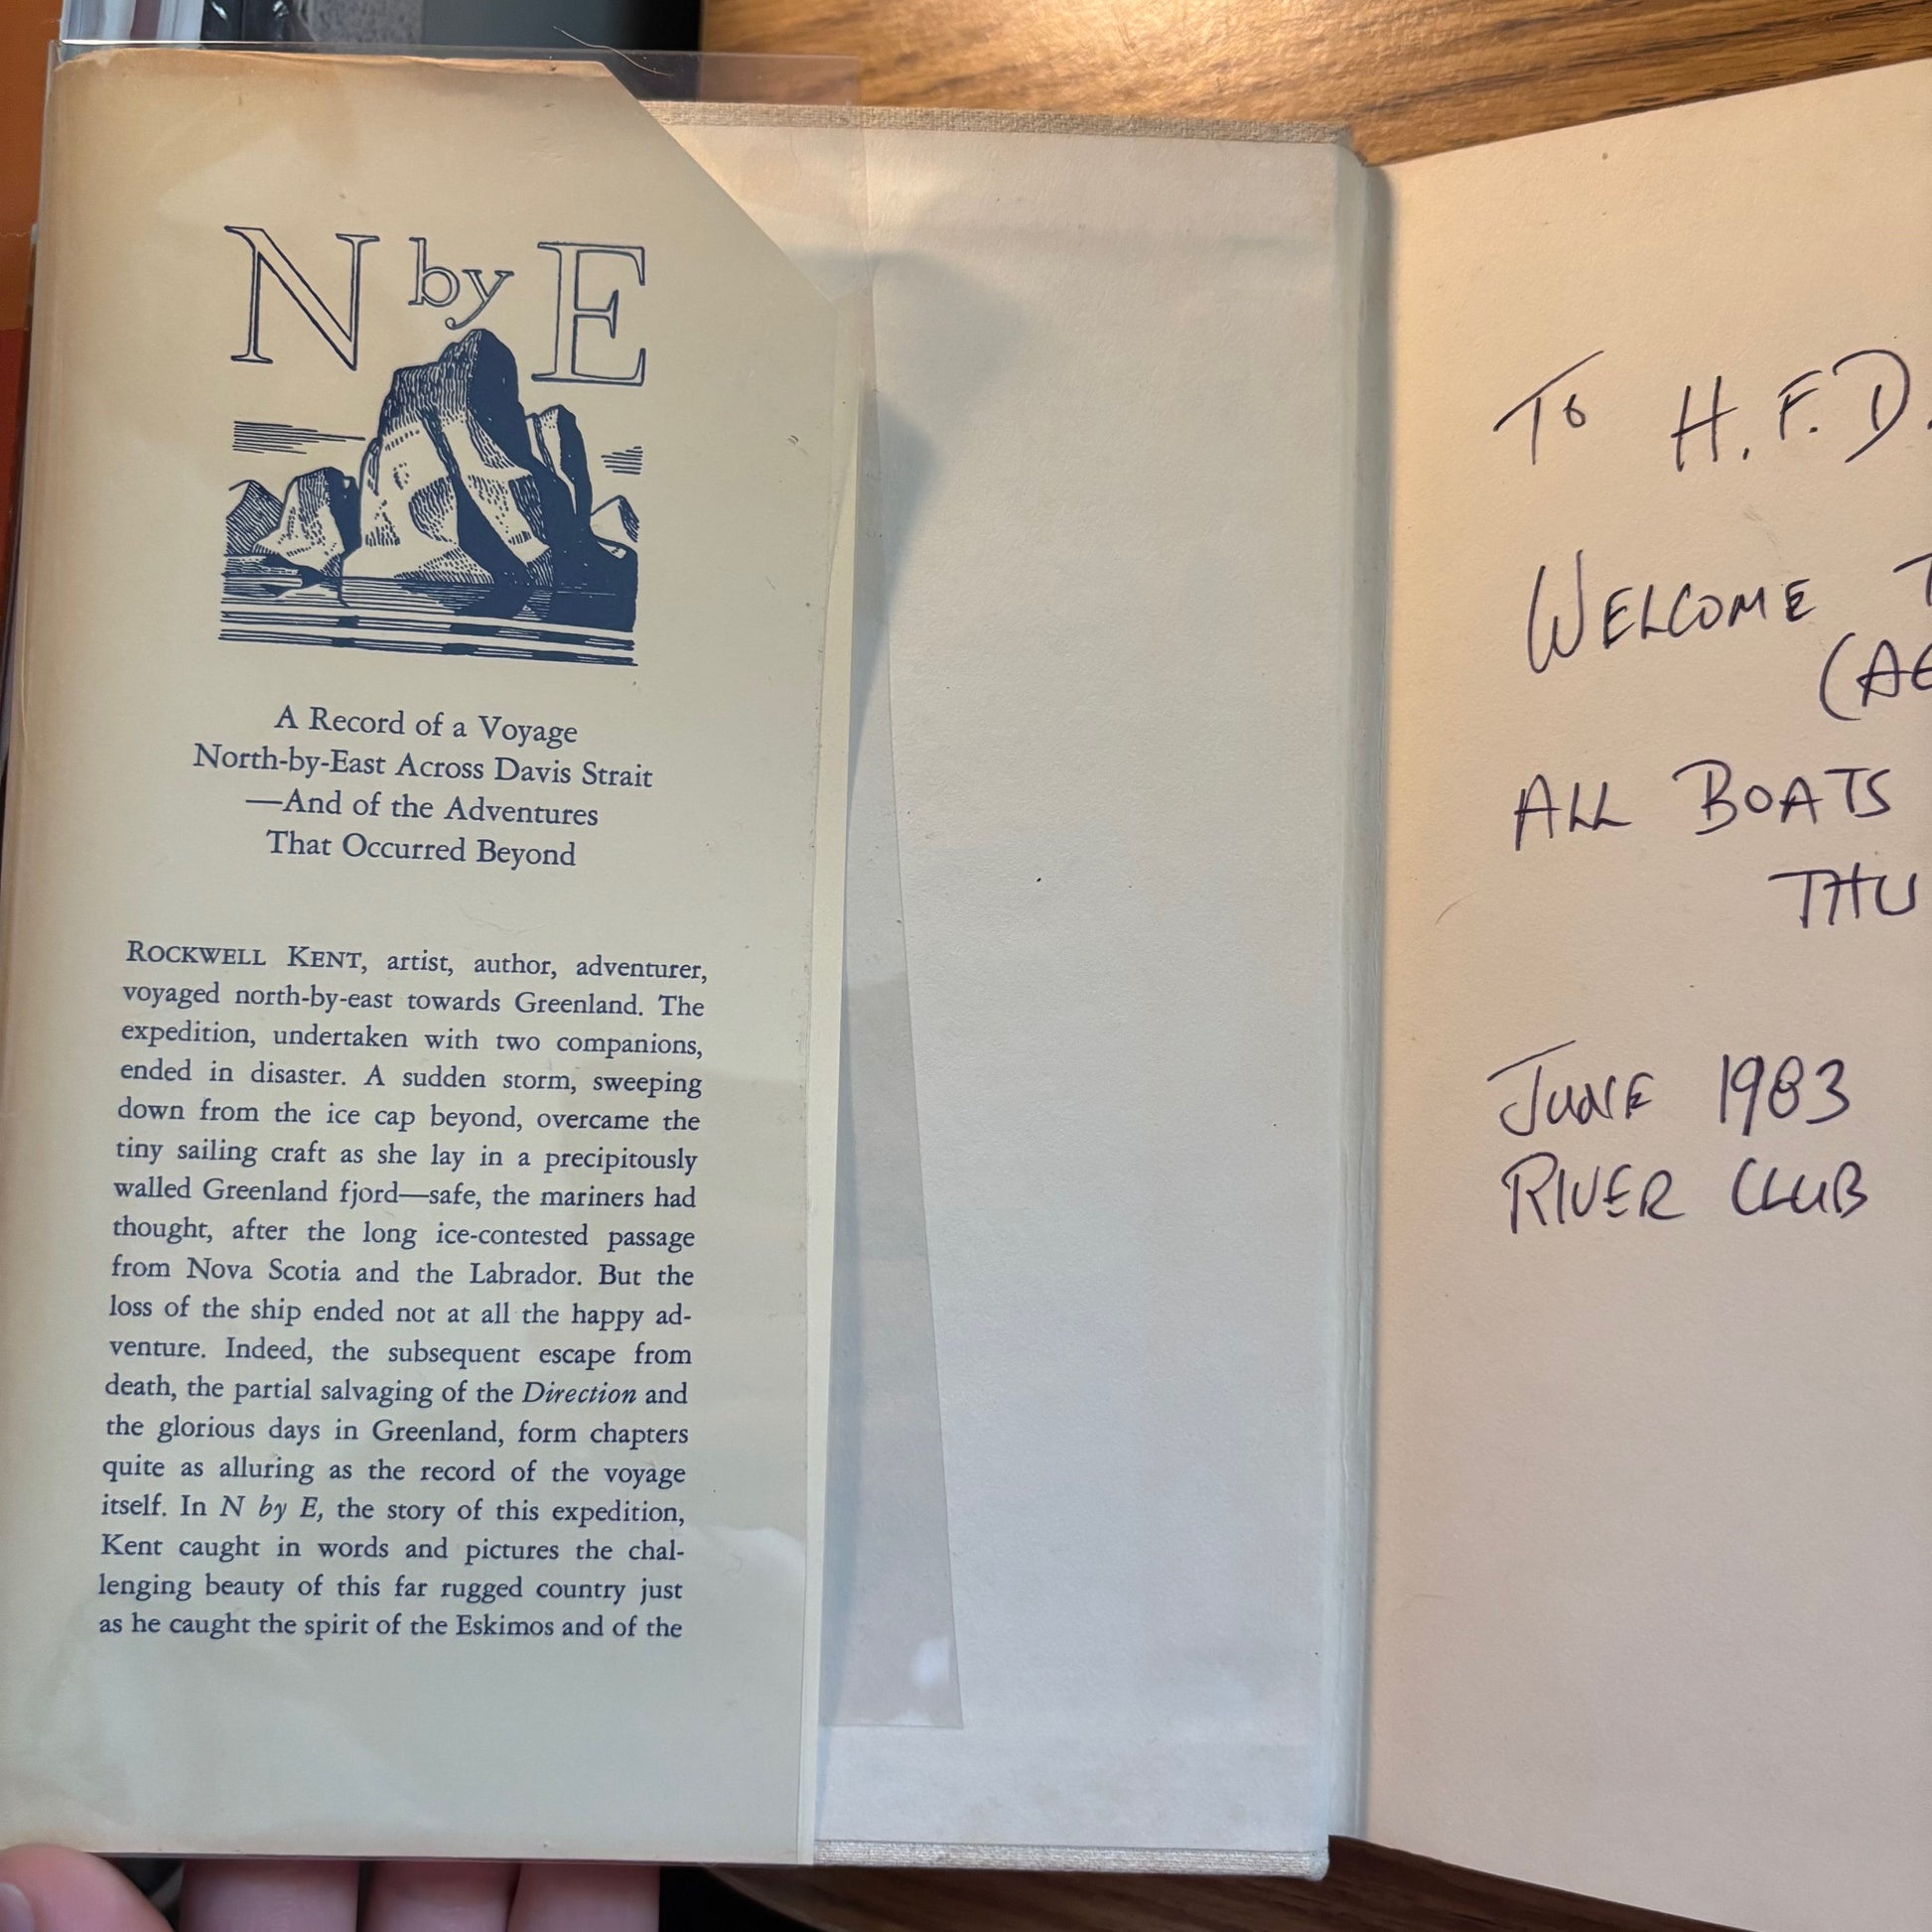 N by E
A Record of a Voyage
North-by-East Across Davis Strait
—And of the Adventures
That Occurred Beyond
ROCKWELL KENT, artist, author, adventurer,
voyaged north-by-east towards Greenland. The
expedition, undertaken with two companions,
ended in disaster. A sudden storm, sweeping
down from the ice cap beyond, overcame the
tiny sailing craft as she lay in a precipitously
walled Greenland fjord—safe, the mariners had
thought, after the long ice-contested passage
from Nova Scotia and the Labrador. But the
loss of the ship ended not at all the happy ad-
venture. Indeed, the subsequent escape from
death, the partial salvaging of the Direction and
the glorious days in Greenland, form chapters
quite as alluring as the record of the voyage
itself. In N by E, the story of this expedition,
Kent caught in words and pictures the chal-
lenging beauty of this far rugged country just
as he caught the spirit of the Eskimos and of the
To H.F.D.
WELCOME
ALL BOATS
JUNE 1983
RIVER CLUB